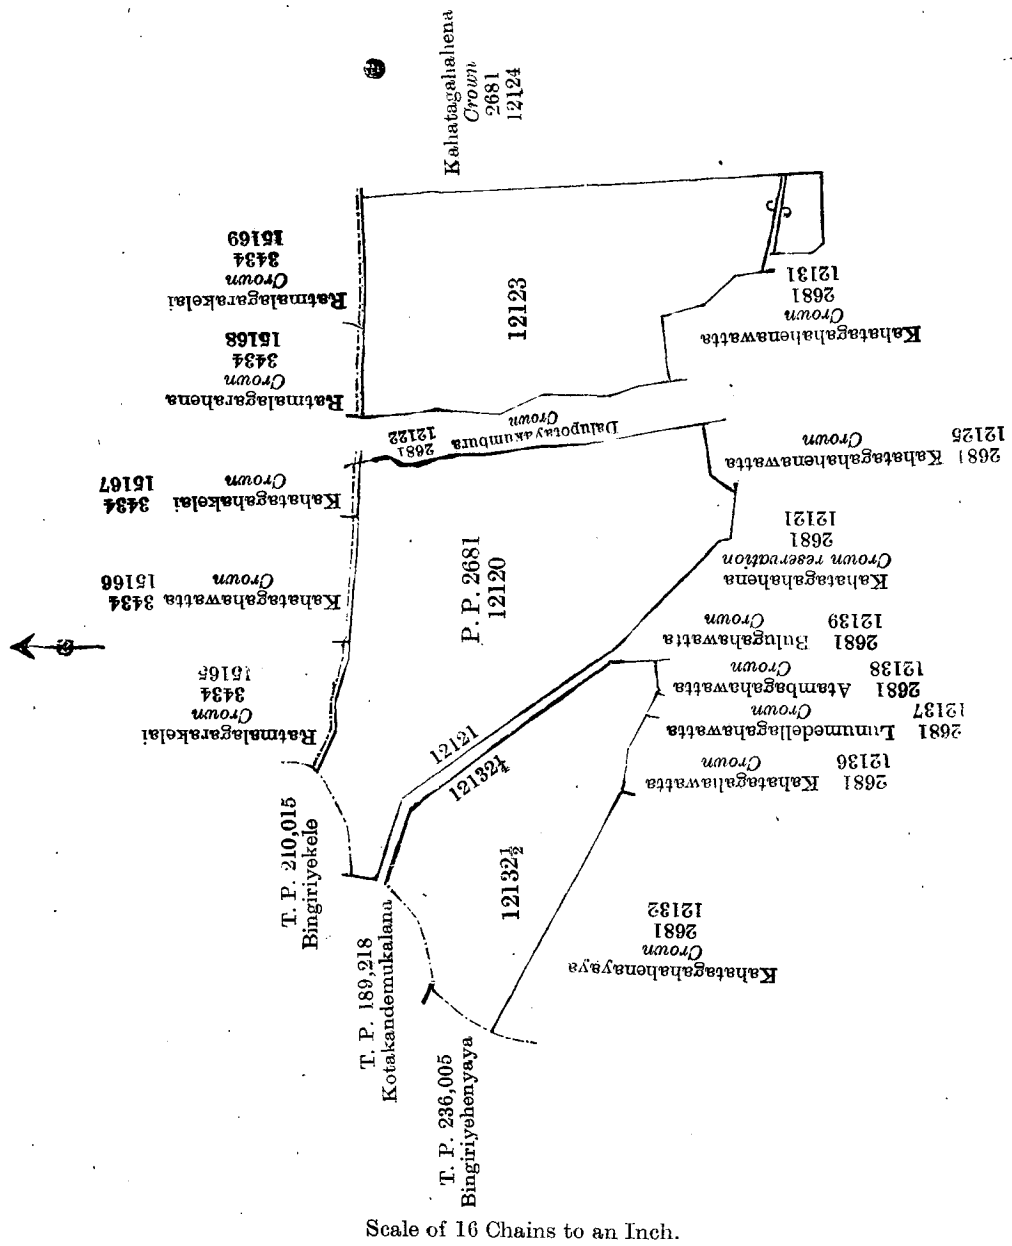 Kahatagahahena
Crown
2681
12124
Ratmalagarakelai
Crown
3434
15169
Ratmalagarahena
Crown
3434
15168
12123
Kahatagahahenawatta
Crown
2681
12131
Dalupotayakumbura
Crown
2681
12122
Kahatagahakelai
Crown
3434
15167
2681 Kahatagahahenawatta
12125 Crown
Kahatagahawatta
Crown
3434
15166
P. P. 2681
12120
Kahatagahahena
Crown reservation
2681
12121
2681 Bulugahawatta
12139 Crown
2681 Atambagahawatta
12138 Crown
2681 Lunumedellagahawatta
12137 Crown
2681 Kahatagahawatta
12136 Crown
Ratmalagarakelai
Crown
3434
15165
12121
12132¼
12132½
T. P. 210,015
Bingiriyekele
T. P. 189,218
Kotakandemukalana
T. P. 236,005
Bingiriyehenyaya
Kahatagahahenayaya
Crown
2681
12132
Scale of 16 Chains to an Inch.